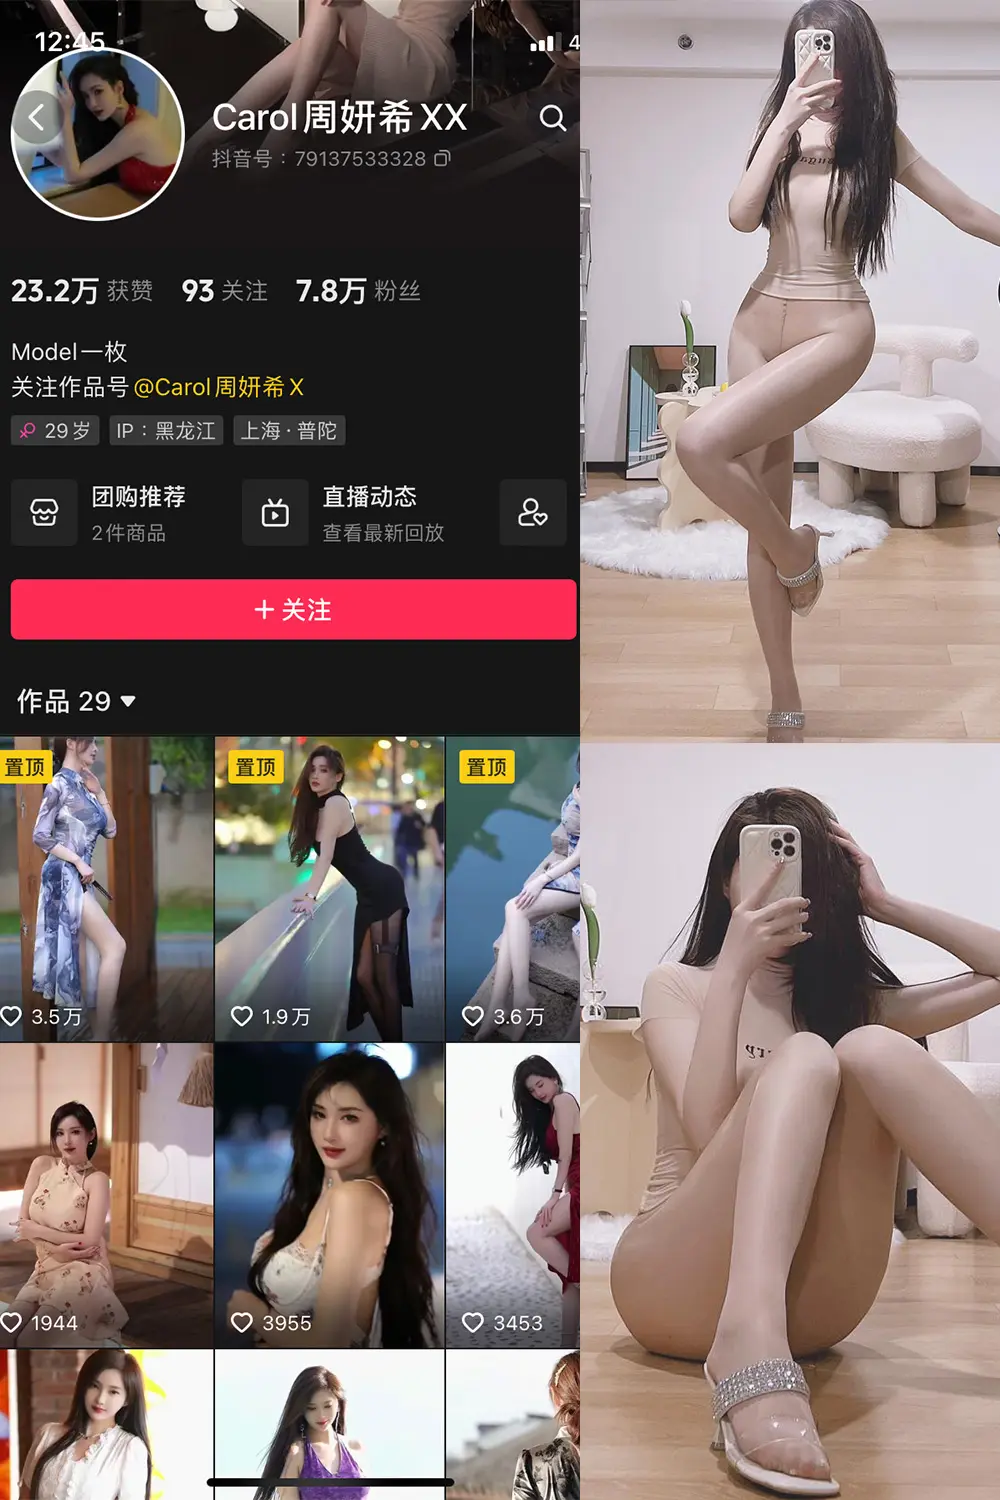 12:45
4
Carol周妍希XX
抖音号：79137533328
23.2万 获赞 93 关注 7.8万 粉丝
Model一枚
关注作品号 @Carol周妍希X
29岁 IP：黑龙江 上海·普陀
团购推荐
2件商品
直播动态
查看最新回放
+ 关注
作品 29
置顶 置顶 置顶
3.5万 1.9万 3.6万
1944 3955 3453